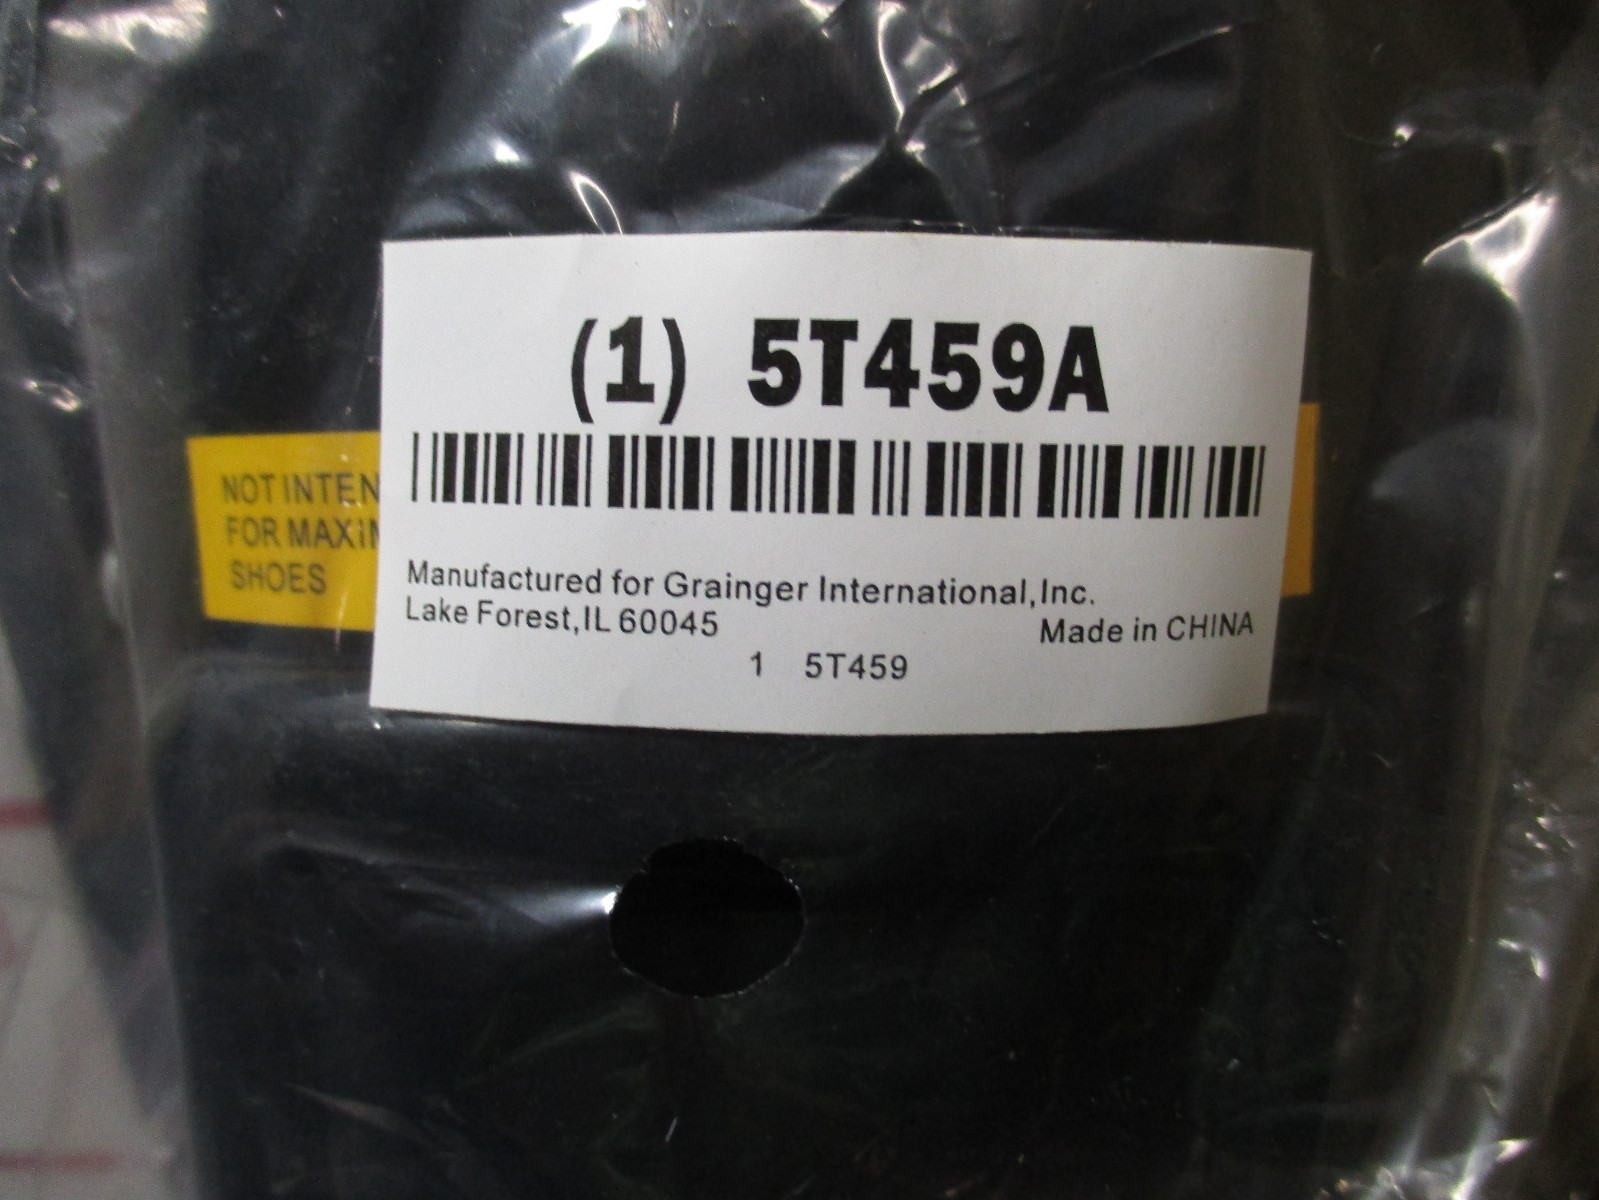 (1) 5T459A
NOT INTEN
FOR MAXIM
SHOES
Manufactured for Grainger International,Inc.
Lake Forest,IL 60045
Made in CHINA
1 5T459